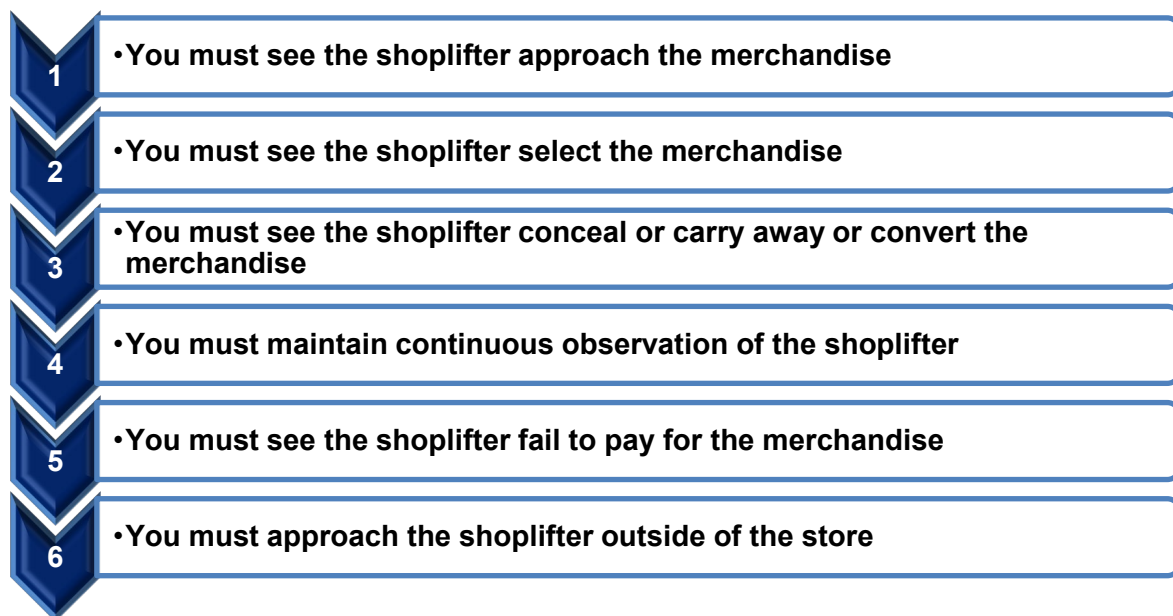 1
•You must see the shoplifter approach the merchandise
2
•You must see the shoplifter select the merchandise
3
•You must see the shoplifter conceal or carry away or convert the
merchandise
4
•You must maintain continuous observation of the shoplifter
5
•You must see the shoplifter fail to pay for the merchandise
6
•You must approach the shoplifter outside of the store